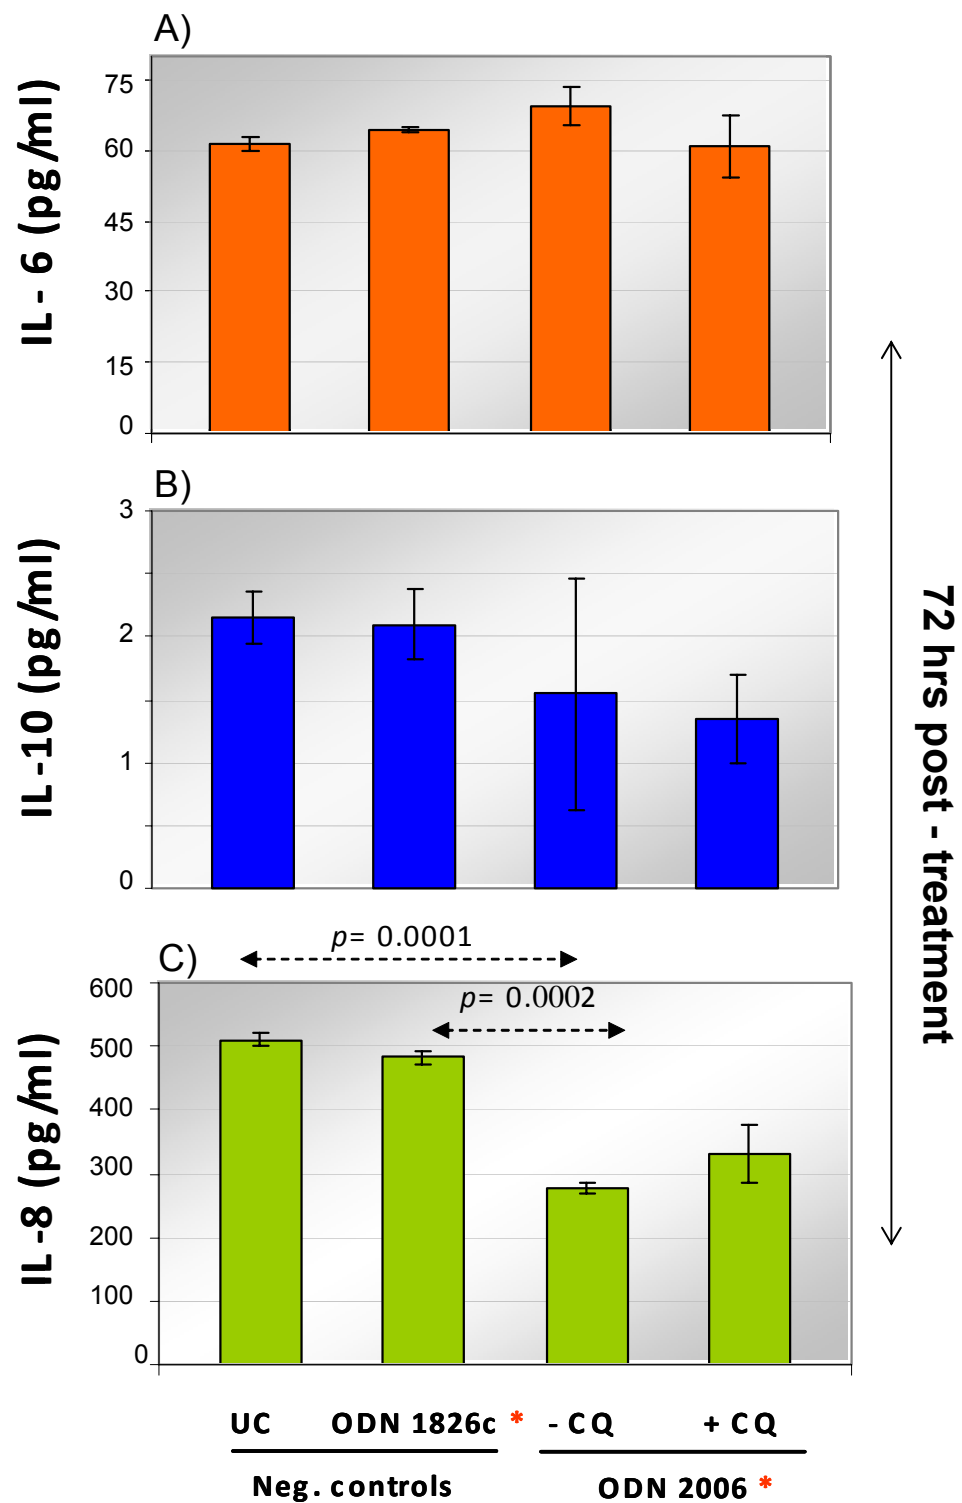 A)
IL - 6 (pg/ml)
75
60
45
30
15
0
B)
IL -10 (pg/ml)
3
2
1
0
72 hrs post - treatment
p= 0.0001
C)
p= 0.0002
IL -8 (pg/ml)
600
500
400
300
200
100
0
UC ODN 1826c * - CQ + CQ
Neg. controls ODN 2006 *